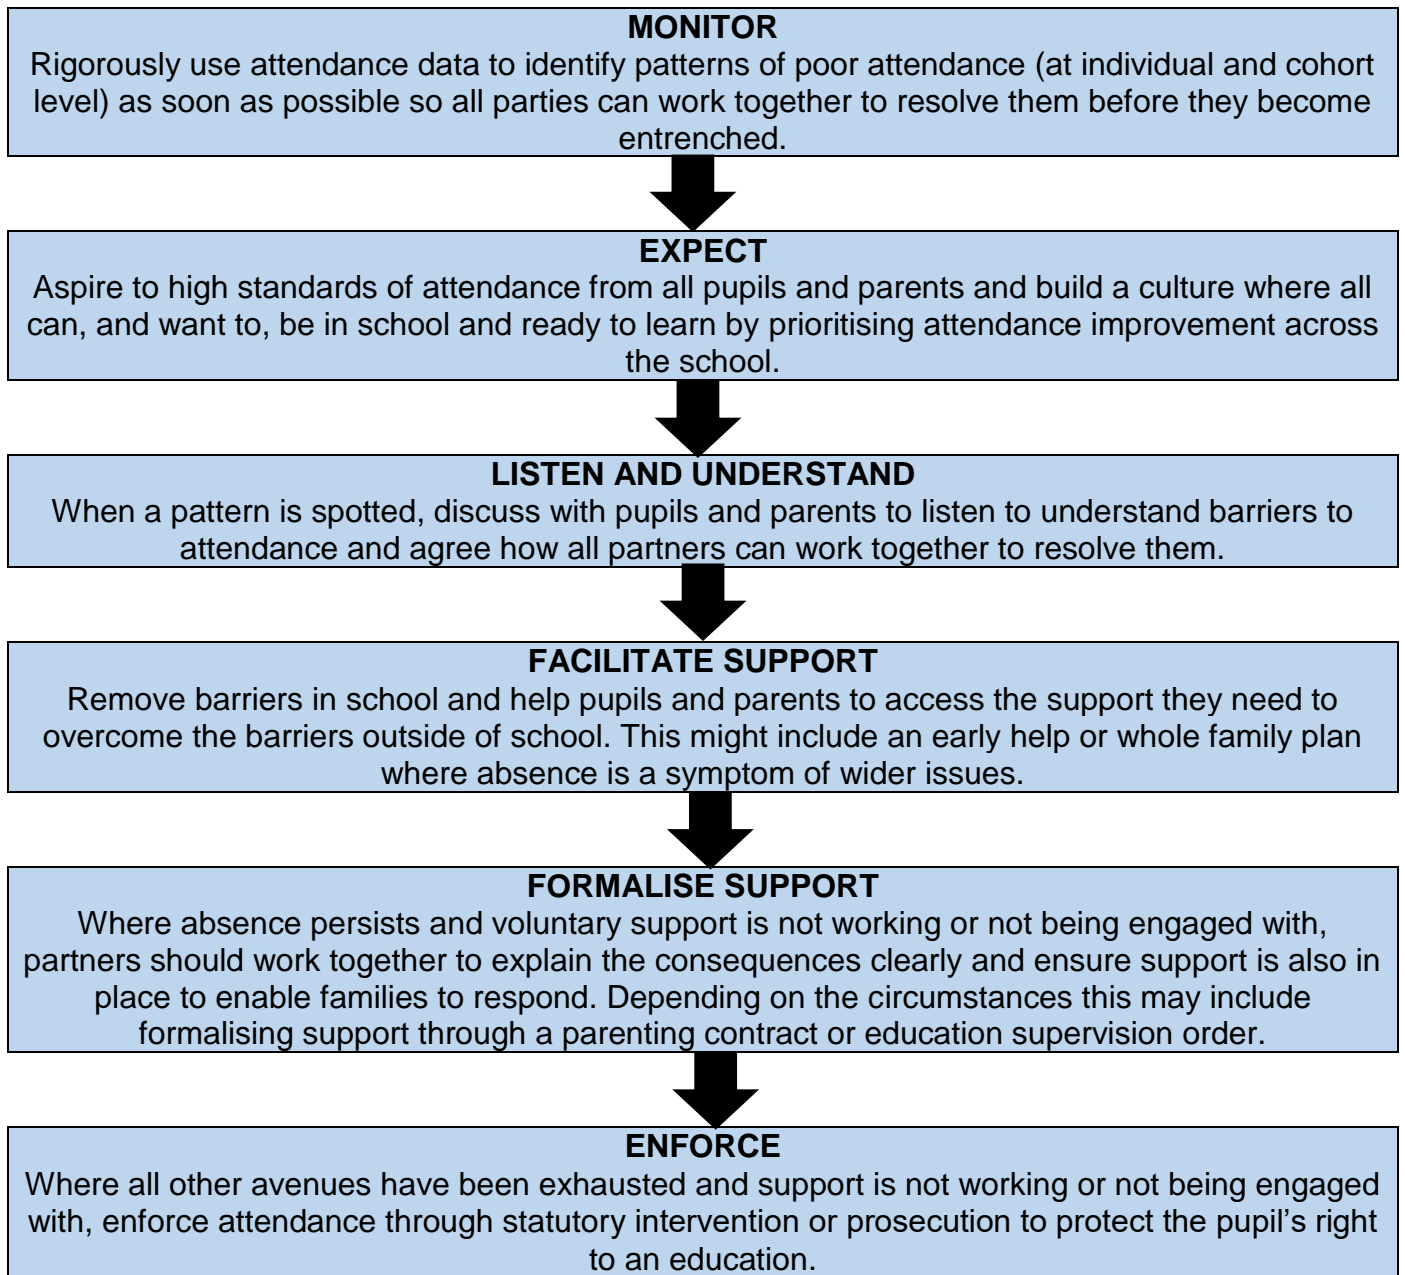 MONITOR
Rigorously use attendance data to identify patterns of poor attendance (at individual and cohort
level) as soon as possible so all parties can work together to resolve them before they become
entrenched.
EXPECT
Aspire to high standards of attendance from all pupils and parents and build a culture where all
can, and want to, be in school and ready to learn by prioritising attendance improvement across
the school.
LISTEN AND UNDERSTAND
When a pattern is spotted, discuss with pupils and parents to listen to understand barriers to
attendance and agree how all partners can work together to resolve them.
FACILITATE SUPPORT
Remove barriers in school and help pupils and parents to access the support they need to
overcome the barriers outside of school. This might include an early help or whole family plan
where absence is a symptom of wider issues.
FORMALISE SUPPORT
Where absence persists and voluntary support is not working or not being engaged with,
partners should work together to explain the consequences clearly and ensure support is also in
place to enable families to respond. Depending on the circumstances this may include
formalising support through a parenting contract or education supervision order.
ENFORCE
Where all other avenues have been exhausted and support is not working or not being engaged
with, enforce attendance through statutory intervention or prosecution to protect the pupil’s right
to an education.